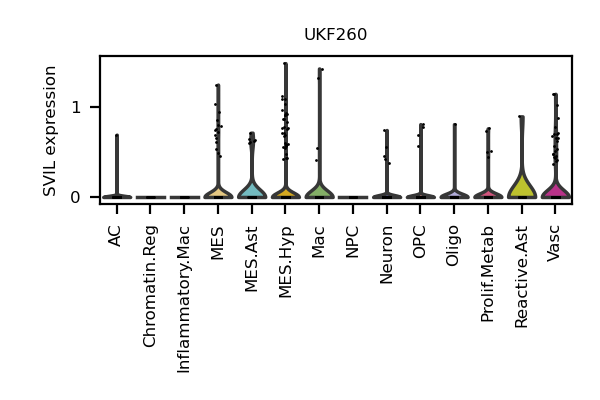 UKF260
SVIL expression
1
0
AC
Chromatin.Reg
Inflammatory.Mac
MES
MES.Ast
MES.Hyp
Mac
NPC
Neuron
OPC
Oligo
Prolif.Metab
Reactive.Ast
Vasc